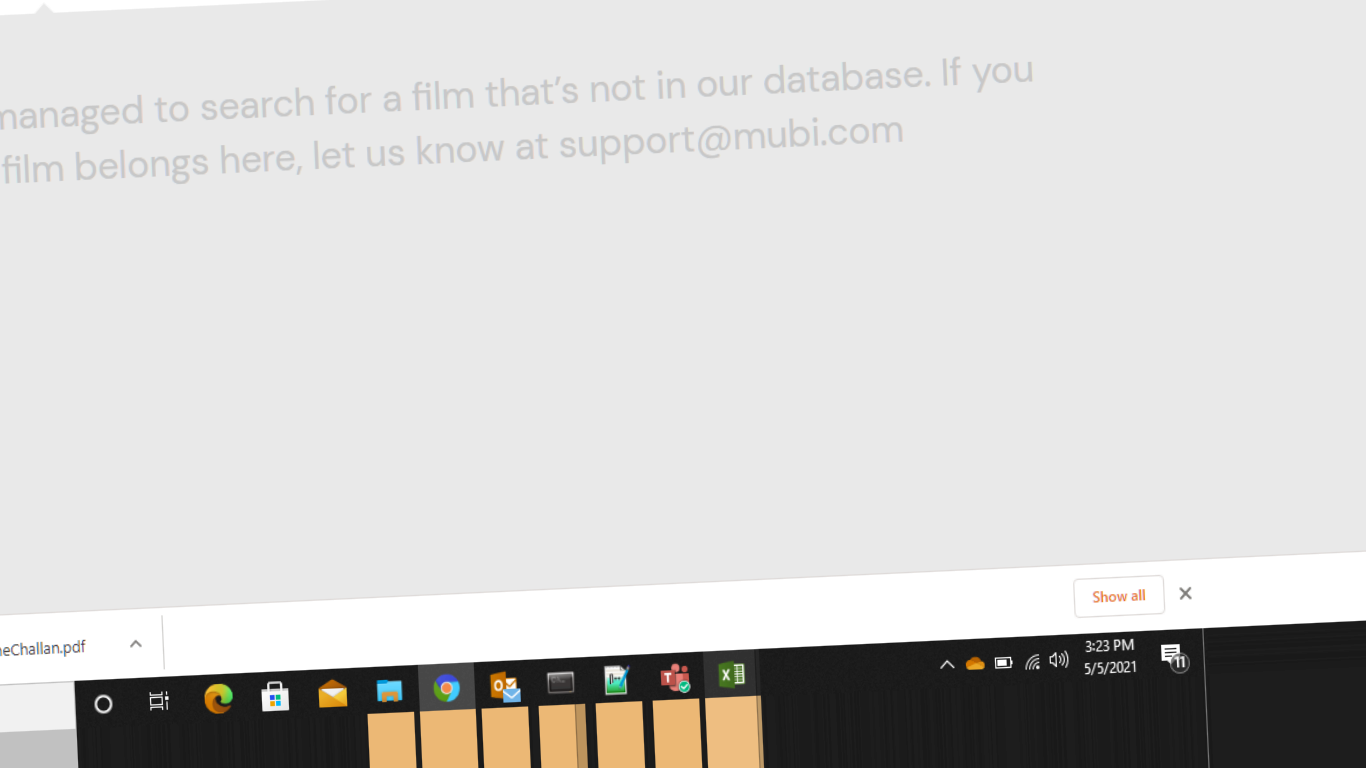 managed to search for a film that’s not in our database. If you
film belongs here, let us know at support@mubi.com
Show all
neChallan.pdf
3:23 PM
5/5/2021
11